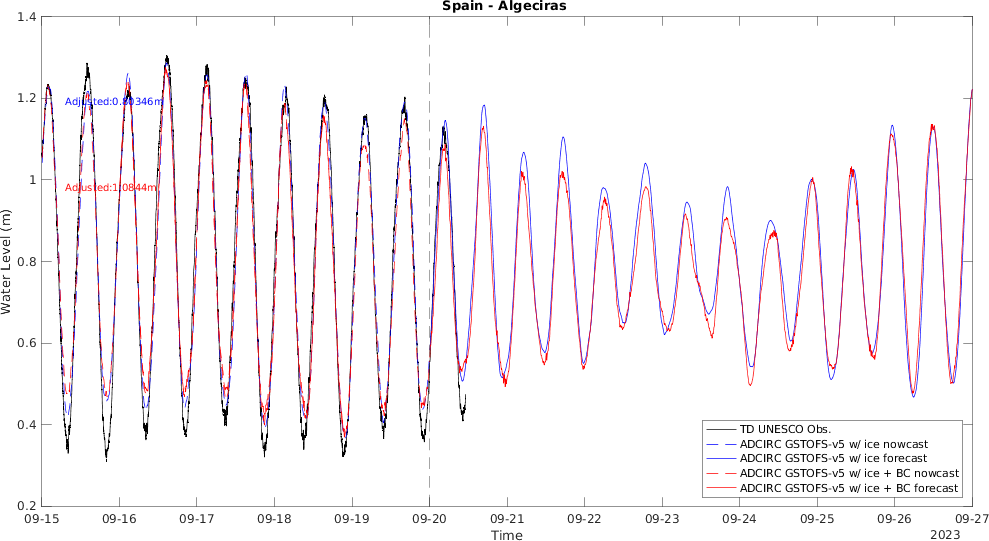 Spain - Algeciras
1.4
1.2
1
0.8
0.6
0.4
0.2
Water Level (m)
Adjusted:0.80346m
Adjusted:1.0844m
09-15
09-16
09-17
09-18
09-19
09-20
09-21
09-22
09-23
09-24
09-25
09-26
09-27
Time
2023
TD UNESCO Obs.
ADCIRC GSTOFS-v5 w/ ice nowcast
ADCIRC GSTOFS-v5 w/ ice forecast
ADCIRC GSTOFS-v5 w/ ice + BC nowcast
ADCIRC GSTOFS-v5 w/ ice + BC forecast